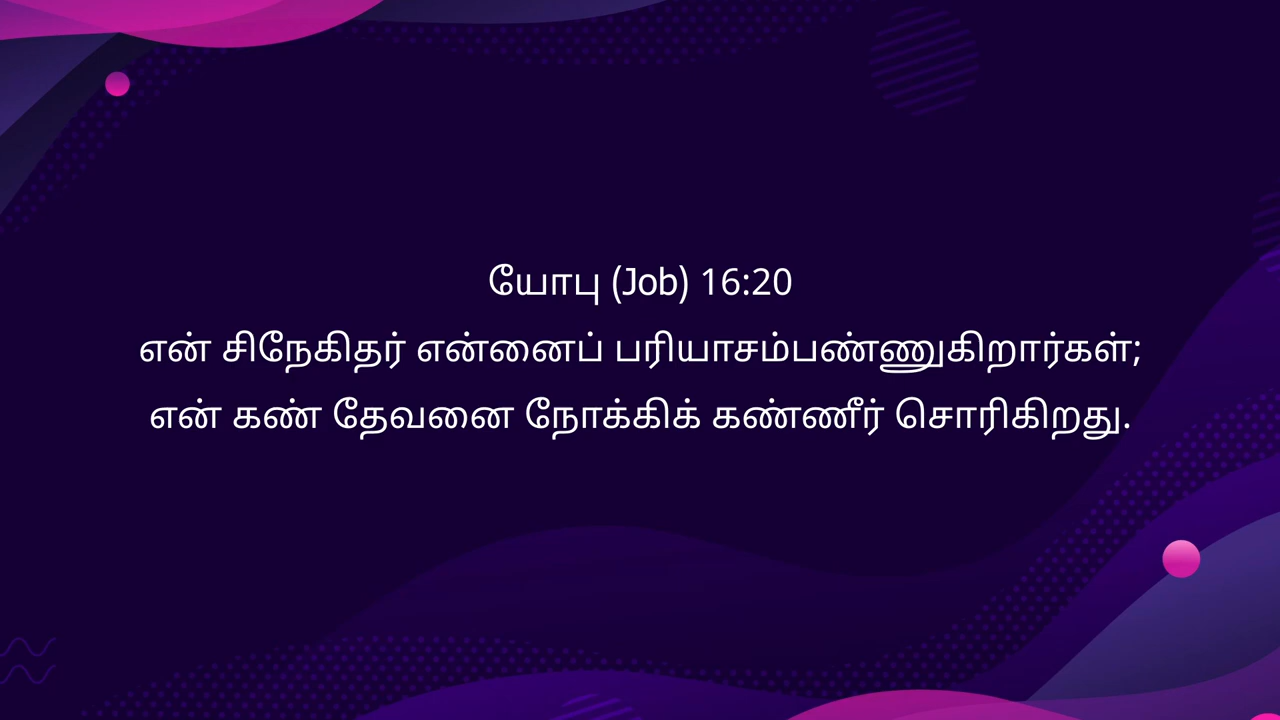 யோபு (Job) 16:20
என் சிநேகிதர் என்னைப் பரியாசம்பண்ணுகிறார்கள்;
என் கண் தேவனை நோக்கிக் கண்ணீர் சொரிகிறது.